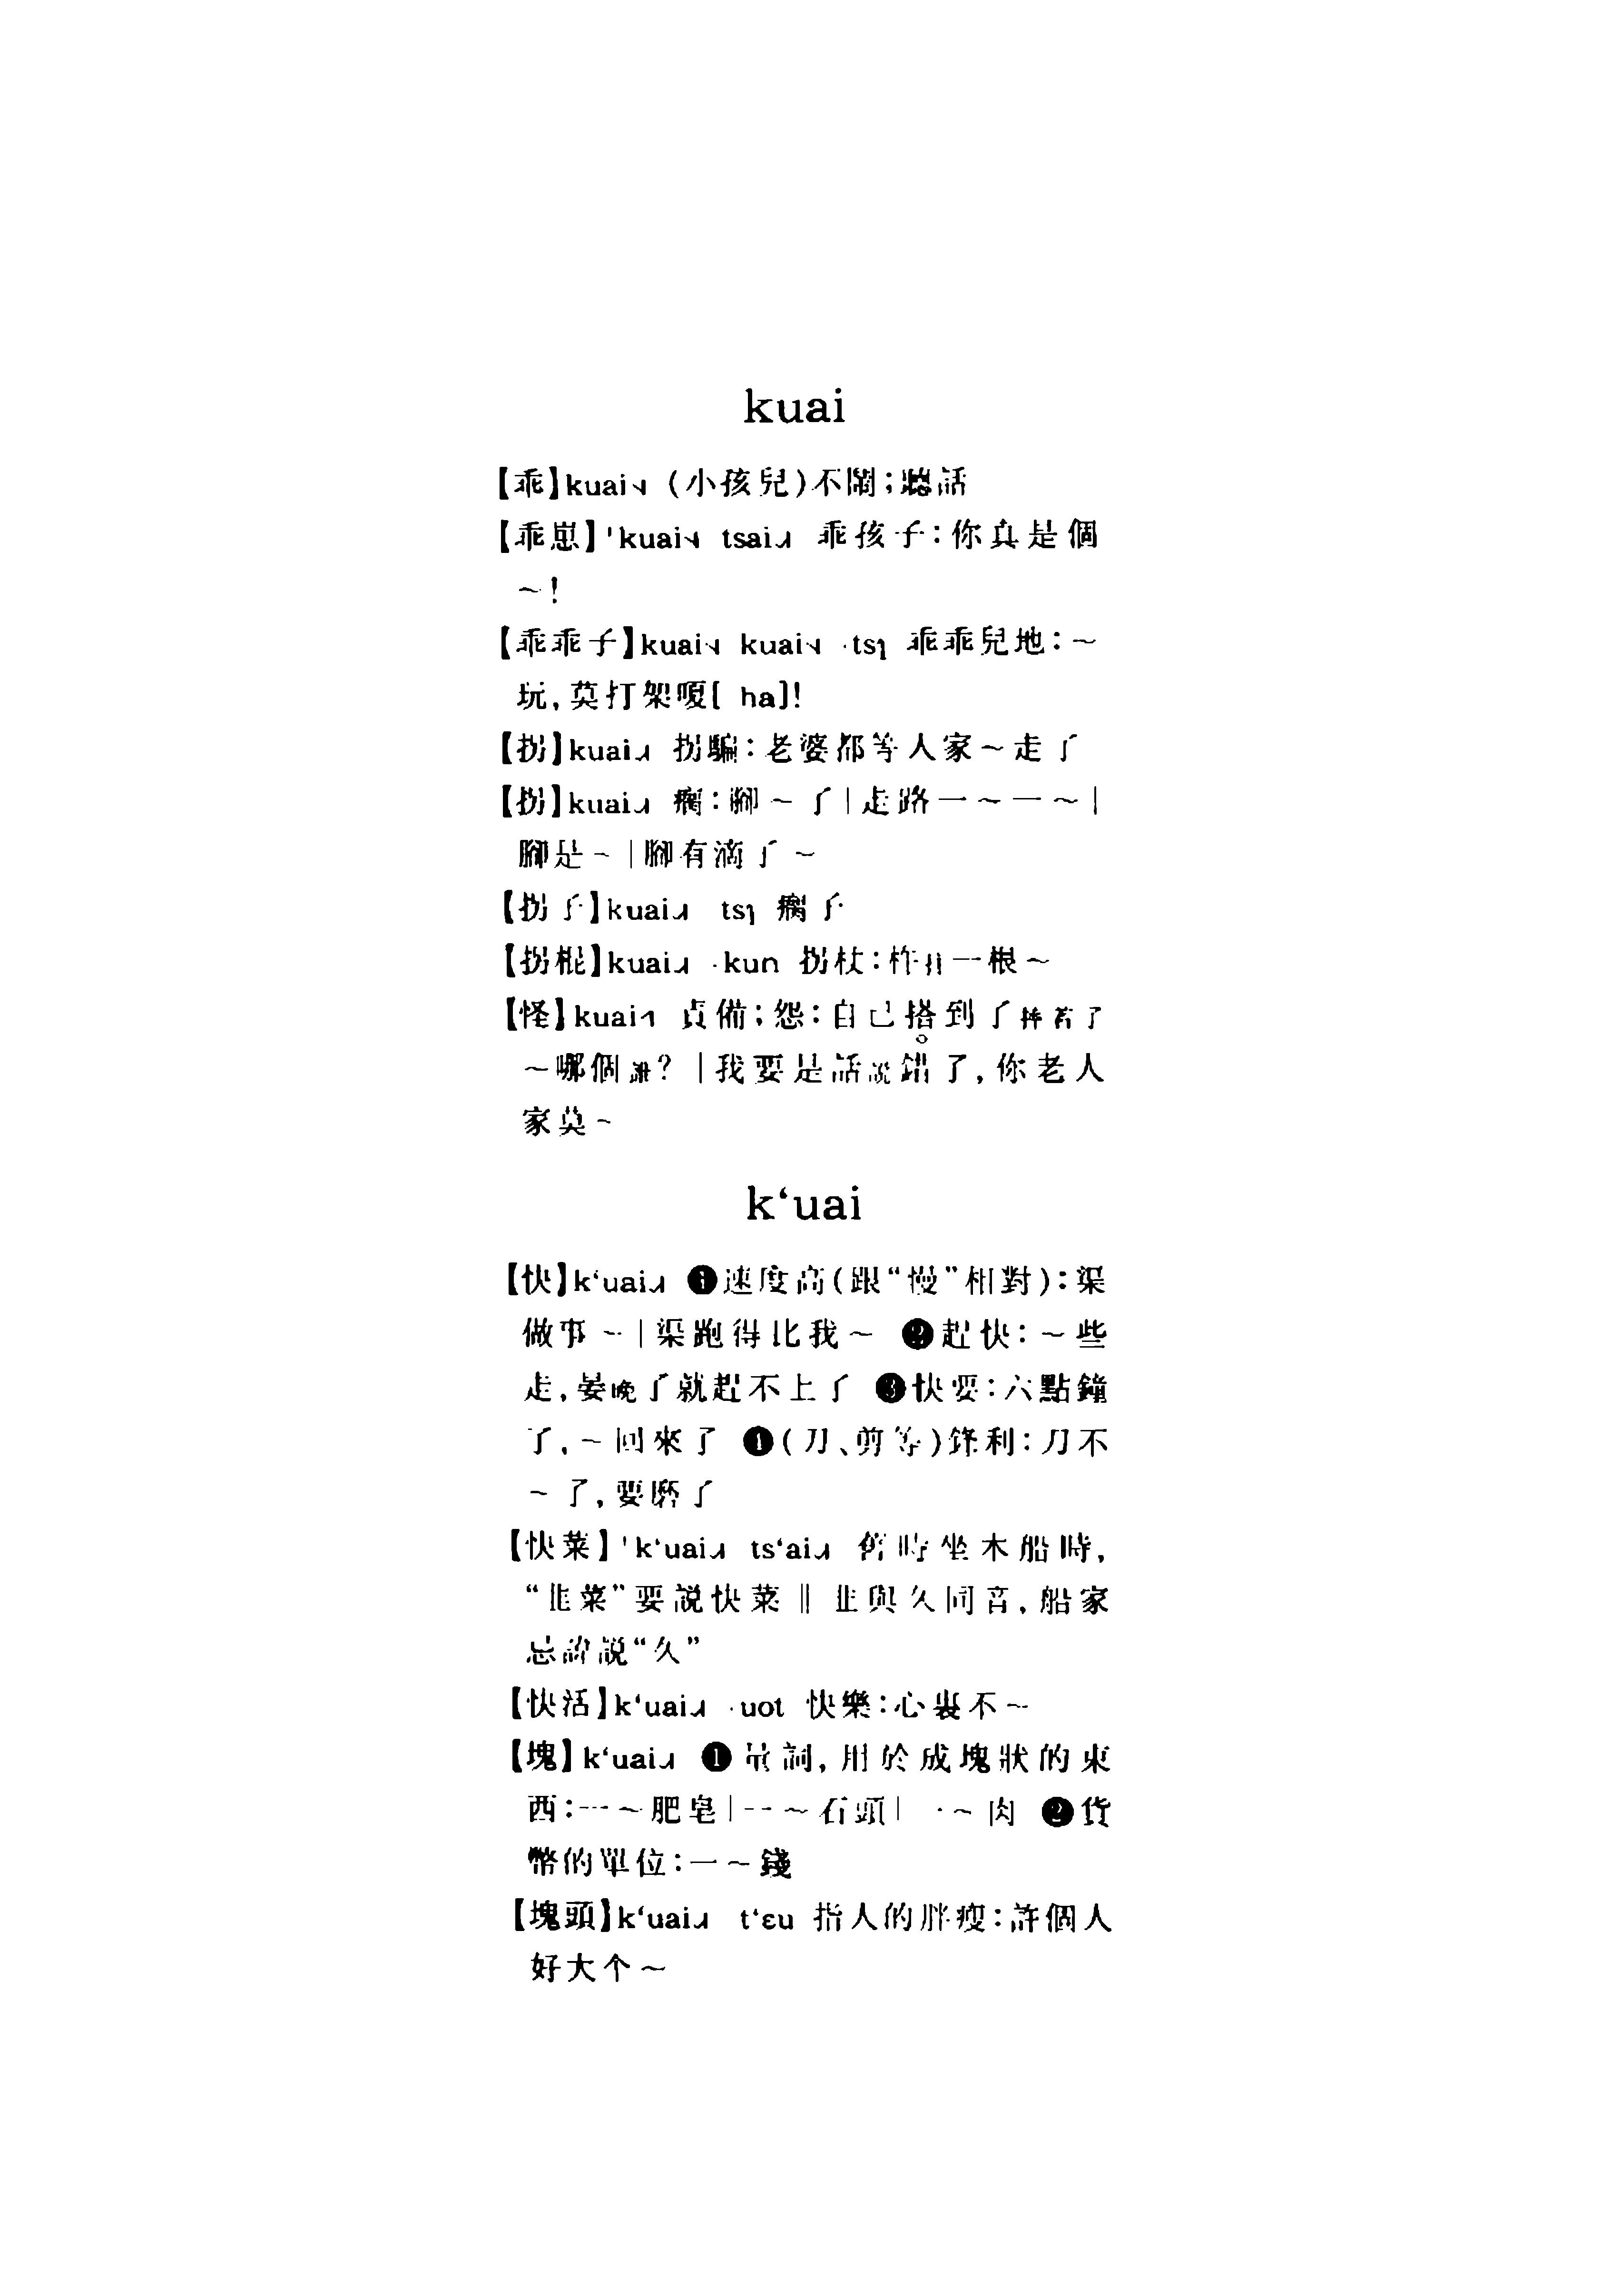 kuai
【乖】kuai˧˩ (小孩兒)不鬧；聽話
【乖崽】'kuai˧˩ tsai˨˩˧ 乖孩子：你真是個
～！
【乖乖子】kuai˧˩ kuai˧˩ ·tsʅ 乖乖兒地：～
玩，莫打架嗄[ ha]！
【拐】kuai˨˩˧ 拐騙：老婆都等人家～走了
【拐】kuai˨˩˧ 瘸：腳～了|走路一～一～|
腳是～|腳有滴了～
【拐子】kuai˨˩˧ tsʅ 瘸子
【拐棍】kuai˨˩˧ ·kun 拐杖：柞一根～
【怪】kuai 責備；怨：自己搭到了摔着了
～哪個誰？|我要是話説錯了，你老人
家莫～
k‘uai
【快】k‘uai˨˩˧ ❶速度高(跟“慢”相對)：渠
做事～|渠跑得比我～ ❷趕快：～些
走，晏晚了就趕不上了 ❸快要：六點鐘
了，～回來了 ❹(刀、剪等)鋒利：刀不
～了，要磨了
【快菜】'k‘uai˨˩˧ ts‘ai˨˩˧ 舊時坐木船時，
“韭菜”要説快菜‖韭與久同音，船家
忌諱説“久”
【快活】k‘uai˨˩˧ ·uot 快樂：心裏不～
【塊】k‘uai˨˩˧ ❶量詞，用於成塊狀的東
西：一～肥皂|一～石頭|一～肉 ❷貨
幣的單位：一～錢
【塊頭】k‘uai˨˩˧ t‘ɛu 指人的胖瘦：許個人
好大个～